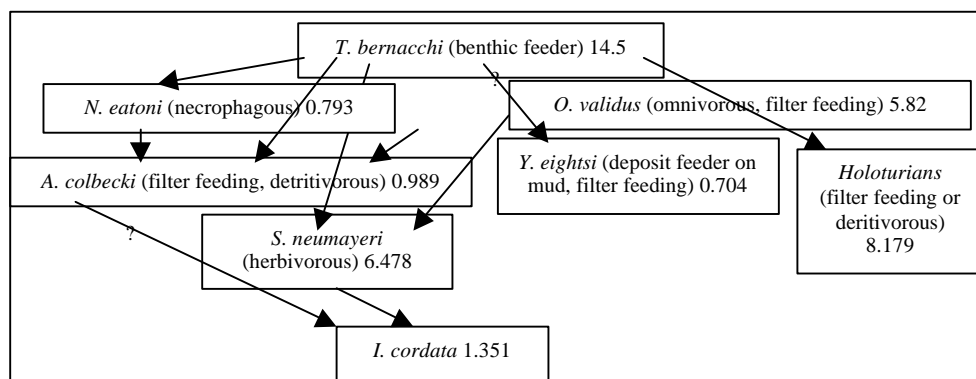 T. bernacchi (benthic feeder) 14.5
?
N. eatoni (necrophagous) 0.793
O. validus (omnivorous, filter feeding) 5.82
A. colbecki (filter feeding, detritivorous) 0.989
Y. eightsi (deposit feeder on
mud, filter feeding) 0.704
Holoturians
(filter feeding or
deritivorous)
8.179
?
S. neumayeri
(herbivorous) 6.478
I. cordata 1.351